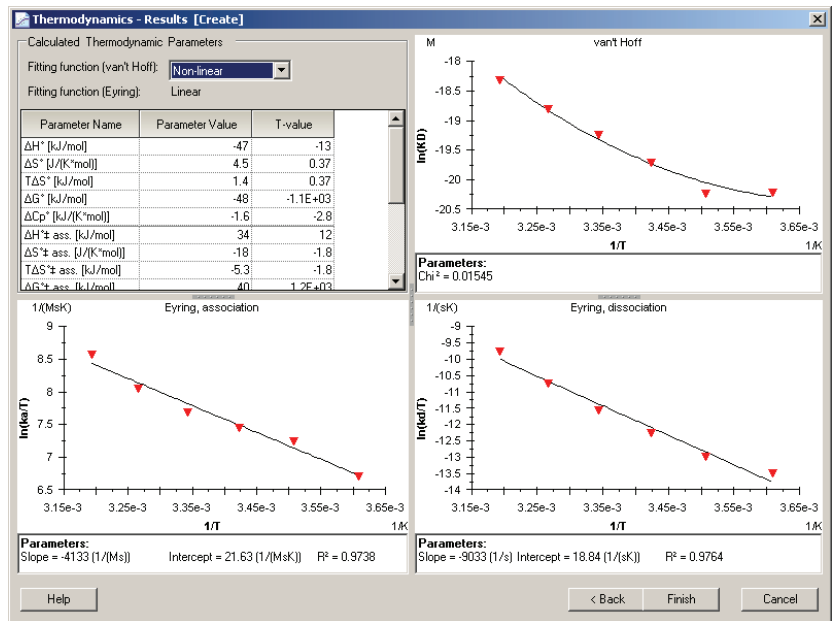 Thermodynamics - Results [Create]
Calculated Thermodynamic Parameters
Fitting function (van't Hoff): Non-linear
Fitting function (Eyring): Linear
Parameter Name Parameter Value T-value
ΔH° [kJ/mol] -47 -13
ΔS° [J/(K*mol)] 4.5 0.37
TΔS° [kJ/mol] 1.4 0.37
ΔG° [kJ/mol] -48 -1.1E+03
ΔCp° [kJ/(K*mol)] -1.6 -2.8
ΔH°‡ ass. [kJ/mol] 34 12
ΔS°‡ ass. [J/(K*mol)] -18 -1.8
TΔS°‡ ass. [kJ/mol] -5.3 -1.8
ΔG°‡ ass. [kJ/mol] 40 1.2E+03
M van't Hoff
-18
-18.5
-19
-19.5
-20
-20.5
ln(KD)
3.15e-3 3.25e-3 3.35e-3 3.45e-3 3.55e-3 3.65e-3
1/T 1/K
Parameters:
Chi² = 0.01545
1/(MsK) Eyring, association
9
8.5
8
7.5
7
6.5
ln(ka/T)
3.15e-3 3.25e-3 3.35e-3 3.45e-3 3.55e-3 3.65e-3
1/T 1/K
Parameters:
Slope = -4133 (1/(Ms)) Intercept = 21.63 (1/(MsK)) R² = 0.9738
1/(sK) Eyring, dissociation
-9
-9.5
-10
-10.5
-11
-11.5
-12
-12.5
-13
-13.5
-14
ln(kd/T)
3.15e-3 3.25e-3 3.35e-3 3.45e-3 3.55e-3 3.65e-3
1/T 1/K
Parameters:
Slope = -9033 (1/s) Intercept = 18.84 (1/(sK)) R² = 0.9764
Help < Back Finish Cancel